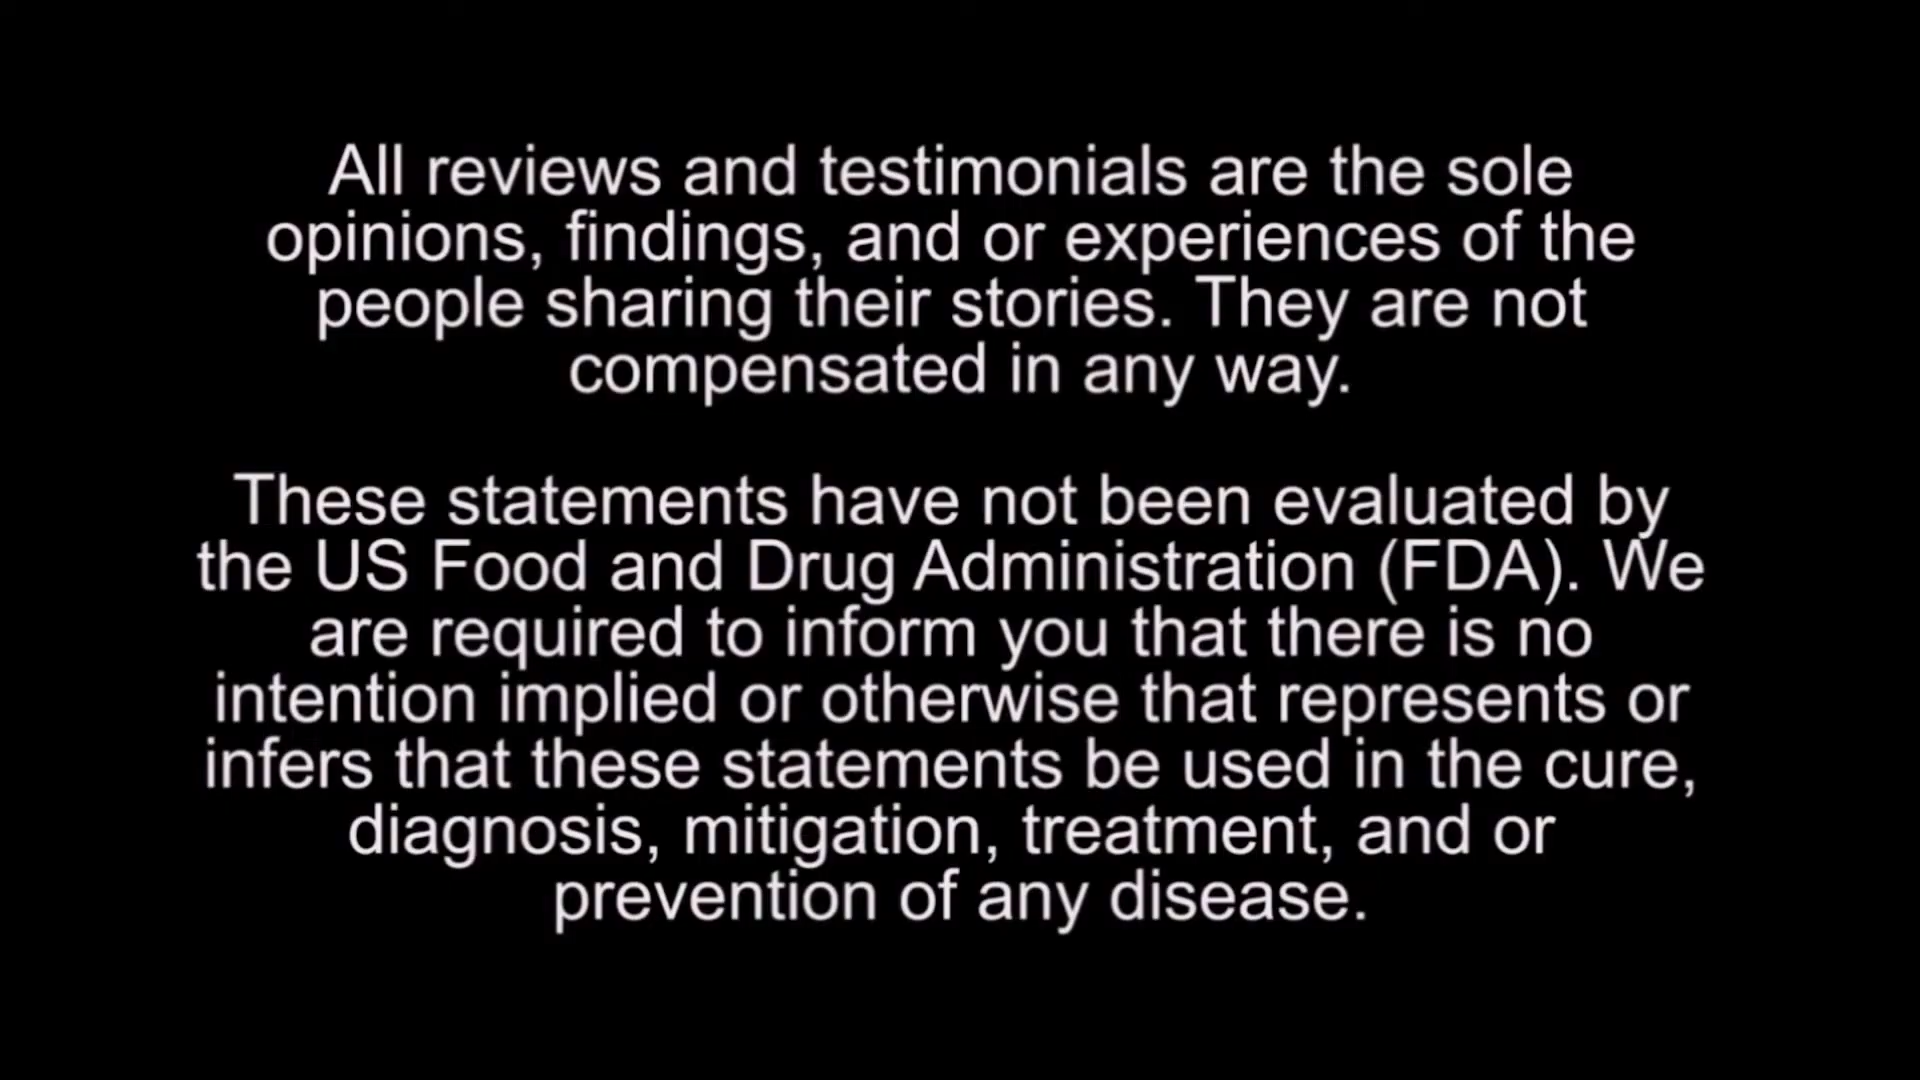 All reviews and testimonials are the sole
opinions, findings, and or experiences of the
people sharing their stories. They are not
compensated in any way.
These statements have not been evaluated by
the US Food and Drug Administration (FDA). We
are required to inform you that there is no
intention implied or otherwise that represents or
infers that these statements be used in the cure,
diagnosis, mitigation, treatment, and or
prevention of any disease.